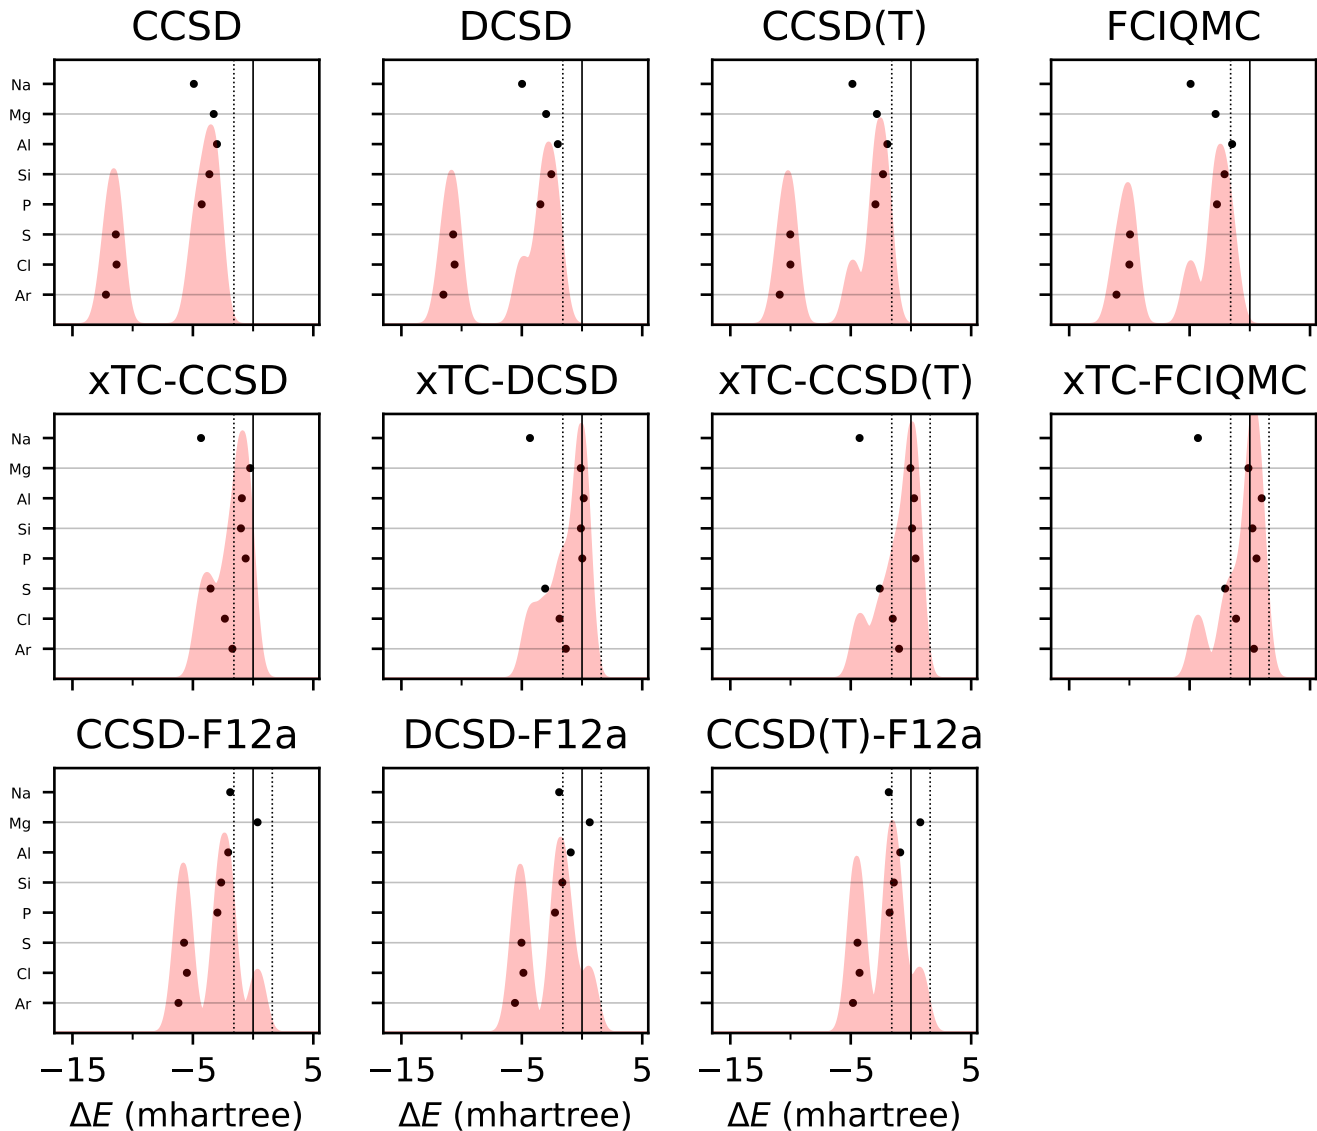 CCSD DCSD CCSD(T) FCIQMC
Na
Mg
Al
Si
P
S
Cl
Ar
xTC-CCSD xTC-DCSD xTC-CCSD(T) xTC-FCIQMC
Na
Mg
Al
Si
P
S
Cl
Ar
CCSD-F12a DCSD-F12a CCSD(T)-F12a
Na
Mg
Al
Si
P
S
Cl
Ar
−15 −5 5 −15 −5 5 −15 −5 5
ΔE (mhartree) ΔE (mhartree) ΔE (mhartree)